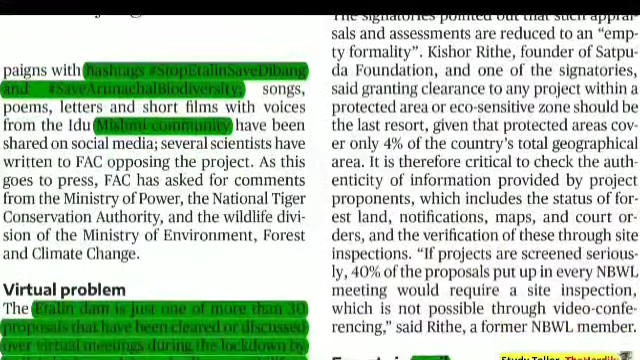 paigns with hashtags #StopEtalinSaveDibang
and #SaveArunachalBiodiversity; songs,
poems, letters and short films with voices
from the Idu Mishmi community have been
shared on social media; several scientists have
written to FAC opposing the project. As this
goes to press, FAC has asked for comments
from the Ministry of Power, the National Tiger
Conservation Authority, and the wildlife divi-
sion of the Ministry of Environment, Forest
and Climate Change.
Virtual problem
The Etalin dam is just one of more than 30
proposals that have been cleared or discussed
over virtual meetings during the lockdown by
The signatories pointed out that such apprai-
sals and assessments are reduced to an “emp-
ty formality”. Kishor Rithe, founder of Satpu-
da Foundation, and one of the signatories,
said granting clearance to any project within a
protected area or eco-sensitive zone should be
the last resort, given that protected areas cov-
er only 4% of the country’s total geographical
area. It is therefore critical to check the auth-
enticity of information provided by project
proponents, which includes the status of for-
est land, notifications, maps, and court or-
ders, and the verification of these through site
inspections. “If projects are screened serious-
ly, 40% of the proposals put up in every NBWL
meeting would require a site inspection,
which is not possible through video-confe-
rencing,” said Rithe, a former NBWL member.
Study Teller